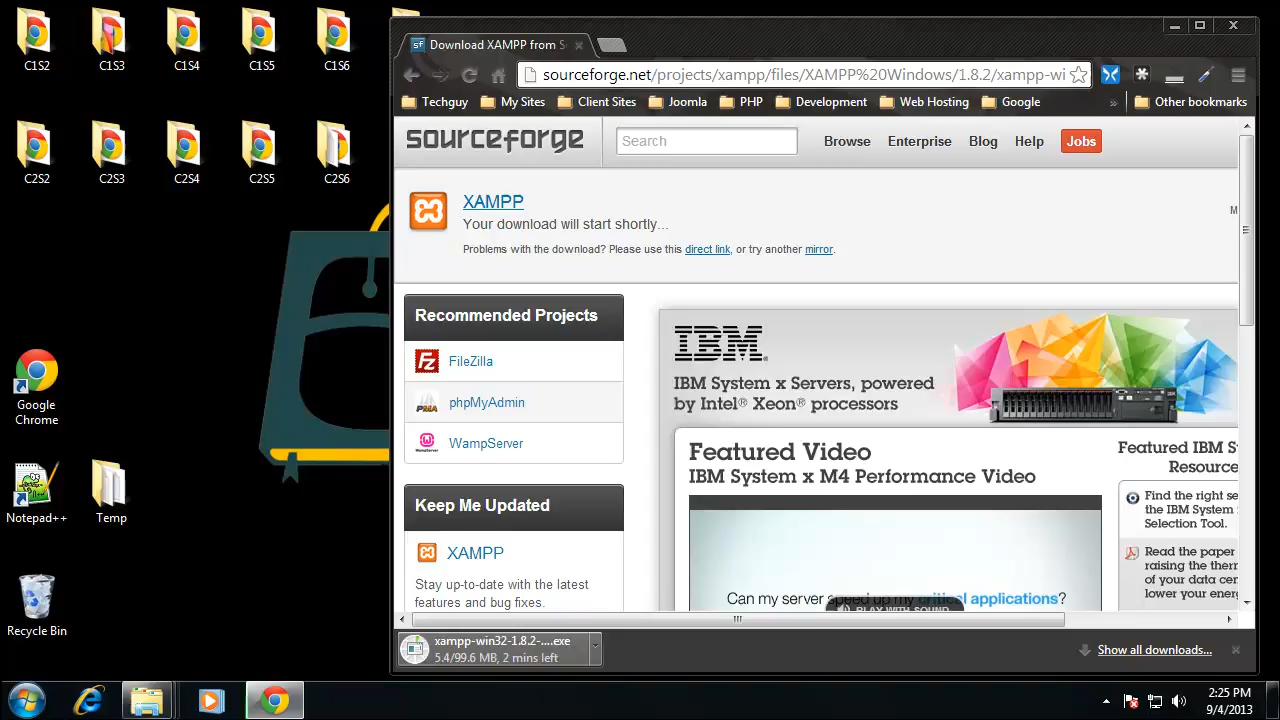 C1S2
C1S3
C1S4
C1S5
C1S6
C2S2
C2S3
C2S4
C2S5
C2S6
Google
Chrome
Notepad++
Temp
Recycle Bin
Download XAMPP from S
sourceforge.net/projects/xampp/files/XAMPP%20Windows/1.8.2/xampp-wi
Techguy
My Sites
Client Sites
Joomla
PHP
Development
Web Hosting
Google
»
Other bookmarks
sourceforge
Search
Browse
Enterprise
Blog
Help
Jobs
XAMPP
Your download will start shortly...
Problems with the download? Please use this direct link, or try another mirror.
M
Recommended Projects
FileZilla
phpMyAdmin
WampServer
Keep Me Updated
XAMPP
Stay up-to-date with the latest
features and bug fixes.
IBM
IBM System x Servers, powered
by Intel® Xeon® processors
Featured Video
IBM System x M4 Performance Video
Can my server speed up my critical applications?
PLAY WITH SOUND
Featured IBM S
Resource
Find the right se
the IBM System
Selection Tool.
Read the paper
raising the therm
of your data cen
lower your energ
xampp-win32-1.8.2-....exe
5.4/99.6 MB, 2 mins left
Show all downloads...
2:25 PM
9/4/2013